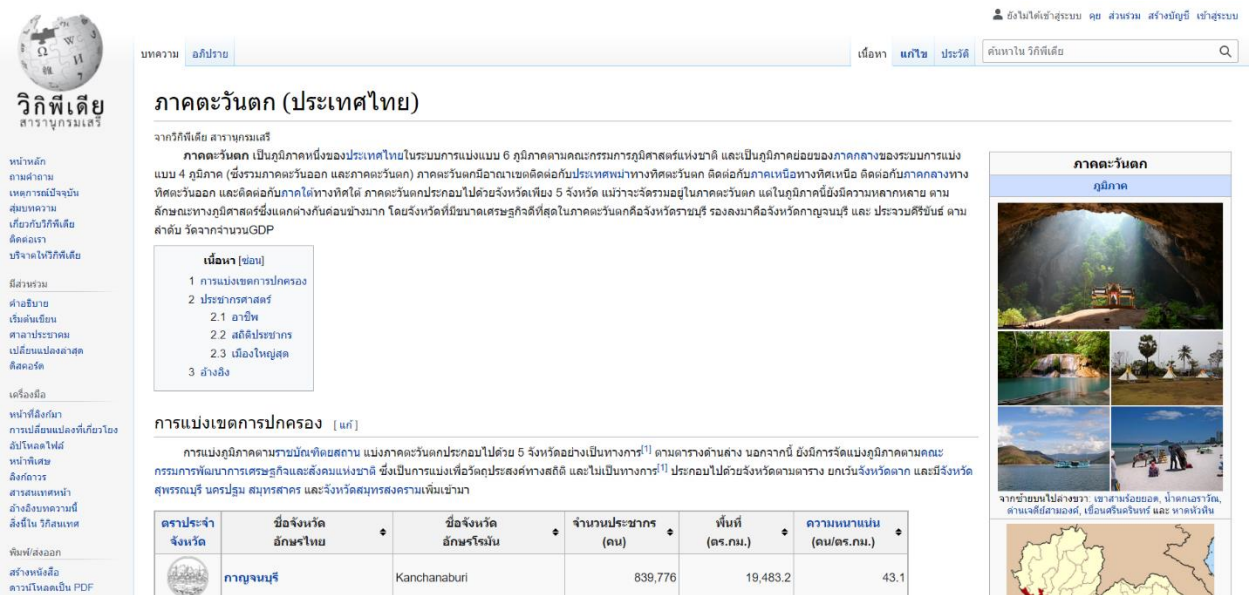 ยังไม่ได้เข้าสู่ระบบ คุย ส่วนร่วม สร้างบัญชี เข้าสู่ระบบ
บทความ อภิปราย เนื้อหา แก้ไข ประวัติ ค้นหาใน วิกิพีเดีย
วิกิพีเดีย
สารานุกรมเสรี
หน้าหลัก
ถามคำถาม
เหตุการณ์ปัจจุบัน
สุ่มบทความ
เกี่ยวกับวิกิพีเดีย
ติดต่อเรา
บริจาคให้วิกิพีเดีย
มีส่วนร่วม
คำอธิบาย
เริ่มต้นเขียน
ศาลาประชาคม
เปลี่ยนแปลงล่าสุด
ดิสคอร์ด
เครื่องมือ
หน้าที่ลิงก์มา
การเปลี่ยนแปลงที่เกี่ยวโยง
อัปโหลดไฟล์
หน้าพิเศษ
ลิงก์ถาวร
สารสนเทศหน้า
อ้างอิงบทความนี้
สิ่งนี้ใน วิกิสนเทศ
พิมพ์/ส่งออก
สร้างหนังสือ
ดาวน์โหลดเป็น PDF
ภาคตะวันตก (ประเทศไทย)
จากวิกิพีเดีย สารานุกรมเสรี
ภาคตะวันตก เป็นภูมิภาคหนึ่งของประเทศไทยในระบบการแบ่งแบบ 6 ภูมิภาคตามคณะกรรมการภูมิศาสตร์แห่งชาติ และเป็นภูมิภาคย่อยของภาคกลางของระบบการแบ่ง
แบบ 4 ภูมิภาค (ซึ่งรวมภาคตะวันออก และภาคตะวันตก) ภาคตะวันตกมีอาณาเขตติดต่อกับประเทศพม่าทางทิศตะวันตก ติดต่อกับภาคเหนือทางทิศเหนือ ติดต่อกับภาคกลางทาง
ทิศตะวันออก และติดต่อกับภาคใต้ทางทิศใต้ ภาคตะวันตกประกอบไปด้วยจังหวัดเพียง 5 จังหวัด แม้ว่าจะจัดรวมอยู่ในภาคตะวันตก แต่ในภูมิภาคนี้ยังมีความหลากหลาย ตาม
ลักษณะทางภูมิศาสตร์ซึ่งแตกต่างกันค่อนข้างมาก โดยจังหวัดที่มีขนาดเศรษฐกิจดีที่สุดในภาคตะวันตกคือจังหวัดราชบุรี รองลงมาคือจังหวัดกาญจนบุรี และ ประจวบคีรีขันธ์ ตาม
ลำดับ วัดจากจำนวนGDP
เนื้อหา [ซ่อน]
1 การแบ่งเขตการปกครอง
2 ประชากรศาสตร์
2.1 อาชีพ
2.2 สถิติประชากร
2.3 เมืองใหญ่สุด
3 อ้างอิง
การแบ่งเขตการปกครอง [แก้]
การแบ่งภูมิภาคตามราชบัณฑิตยสถาน แบ่งภาคตะวันตกประกอบไปด้วย 5 จังหวัดอย่างเป็นทางการ[1] ตามตารางด้านล่าง นอกจากนี้ ยังมีการจัดแบ่งภูมิภาคตามคณะ
กรรมการพัฒนาการเศรษฐกิจและสังคมแห่งชาติ ซึ่งเป็นการแบ่งเพื่อวัตถุประสงค์ทางสถิติ และไม่เป็นทางการ[1] ประกอบไปด้วยจังหวัดตามตาราง ยกเว้นจังหวัดตาก และมีจังหวัด
สุพรรณบุรี นครปฐม สมุทรสาคร และจังหวัดสมุทรสงครามเพิ่มเข้ามา
ตราประจำ ชื่อจังหวัด ชื่อจังหวัด จำนวนประชากร พื้นที่ ความหนาแน่น
จังหวัด อักษรไทย อักษรโรมัน (คน) (ตร.กม.) (คน/ตร.กม.)
กาญจนบุรี Kanchanaburi 839,776 19,483.2 43.1
ภาคตะวันตก
ภูมิภาค
จากซ้ายบนไปล่างขวา: เขาสามร้อยยอด, น้ำตกเอราวัณ,
ด่านเจดีย์สามองค์, เขื่อนศรีนครินทร์ และ หาดหัวหิน